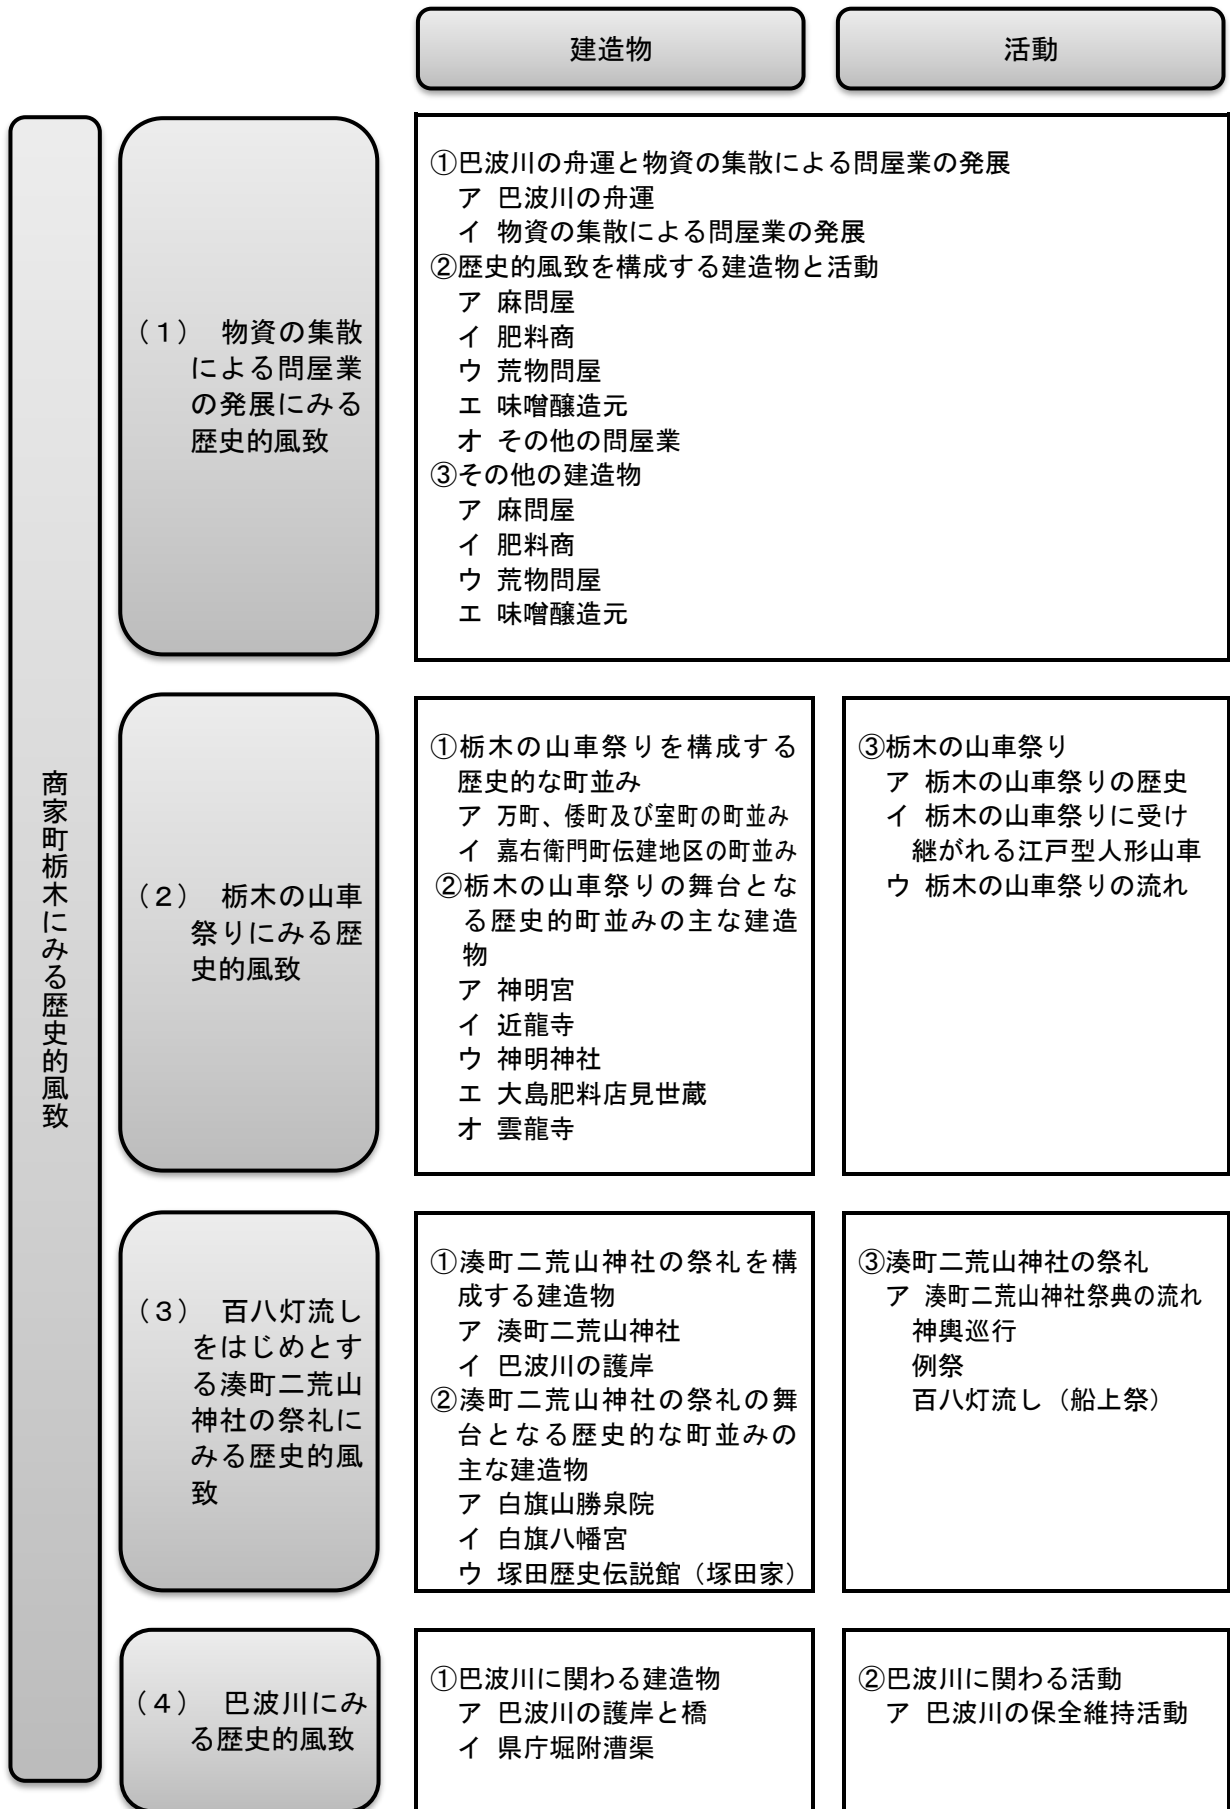 建造物
活動
商家町栃木にみる歴史的風致
（１） 物資の集散
による問屋業
の発展にみる
歴史的風致
①巴波川の舟運と物資の集散による問屋業の発展
ア 巴波川の舟運
イ 物資の集散による問屋業の発展
②歴史的風致を構成する建造物と活動
ア 麻問屋
イ 肥料商
ウ 荒物問屋
エ 味噌醸造元
オ その他の問屋業
③その他の建造物
ア 麻問屋
イ 肥料商
ウ 荒物問屋
エ 味噌醸造元
（２） 栃木の山車
祭りにみる歴
史的風致
①栃木の山車祭りを構成する
歴史的な町並み
ア 万町、倭町及び室町の町並み
イ 嘉右衛門町伝建地区の町並み
②栃木の山車祭りの舞台とな
る歴史的町並みの主な建造
物
ア 神明宮
イ 近龍寺
ウ 神明神社
エ 大島肥料店見世蔵
オ 雲龍寺
③栃木の山車祭り
ア 栃木の山車祭りの歴史
イ 栃木の山車祭りに受け
継がれる江戸型人形山車
ウ 栃木の山車祭りの流れ
（３） 百八灯流し
をはじめとす
る湊町二荒山
神社の祭礼に
みる歴史的風
致
①湊町二荒山神社の祭礼を構
成する建造物
ア 湊町二荒山神社
イ 巴波川の護岸
②湊町二荒山神社の祭礼の舞
台となる歴史的な町並みの
主な建造物
ア 白旗山勝泉院
イ 白旗八幡宮
ウ 塚田歴史伝説館（塚田家）
③湊町二荒山神社の祭礼
ア 湊町二荒山神社祭典の流れ
神輿巡行
例祭
百八灯流し（船上祭）
（４） 巴波川にみ
る歴史的風致
①巴波川に関わる建造物
ア 巴波川の護岸と橋
イ 県庁堀附漕渠
②巴波川に関わる活動
ア 巴波川の保全維持活動